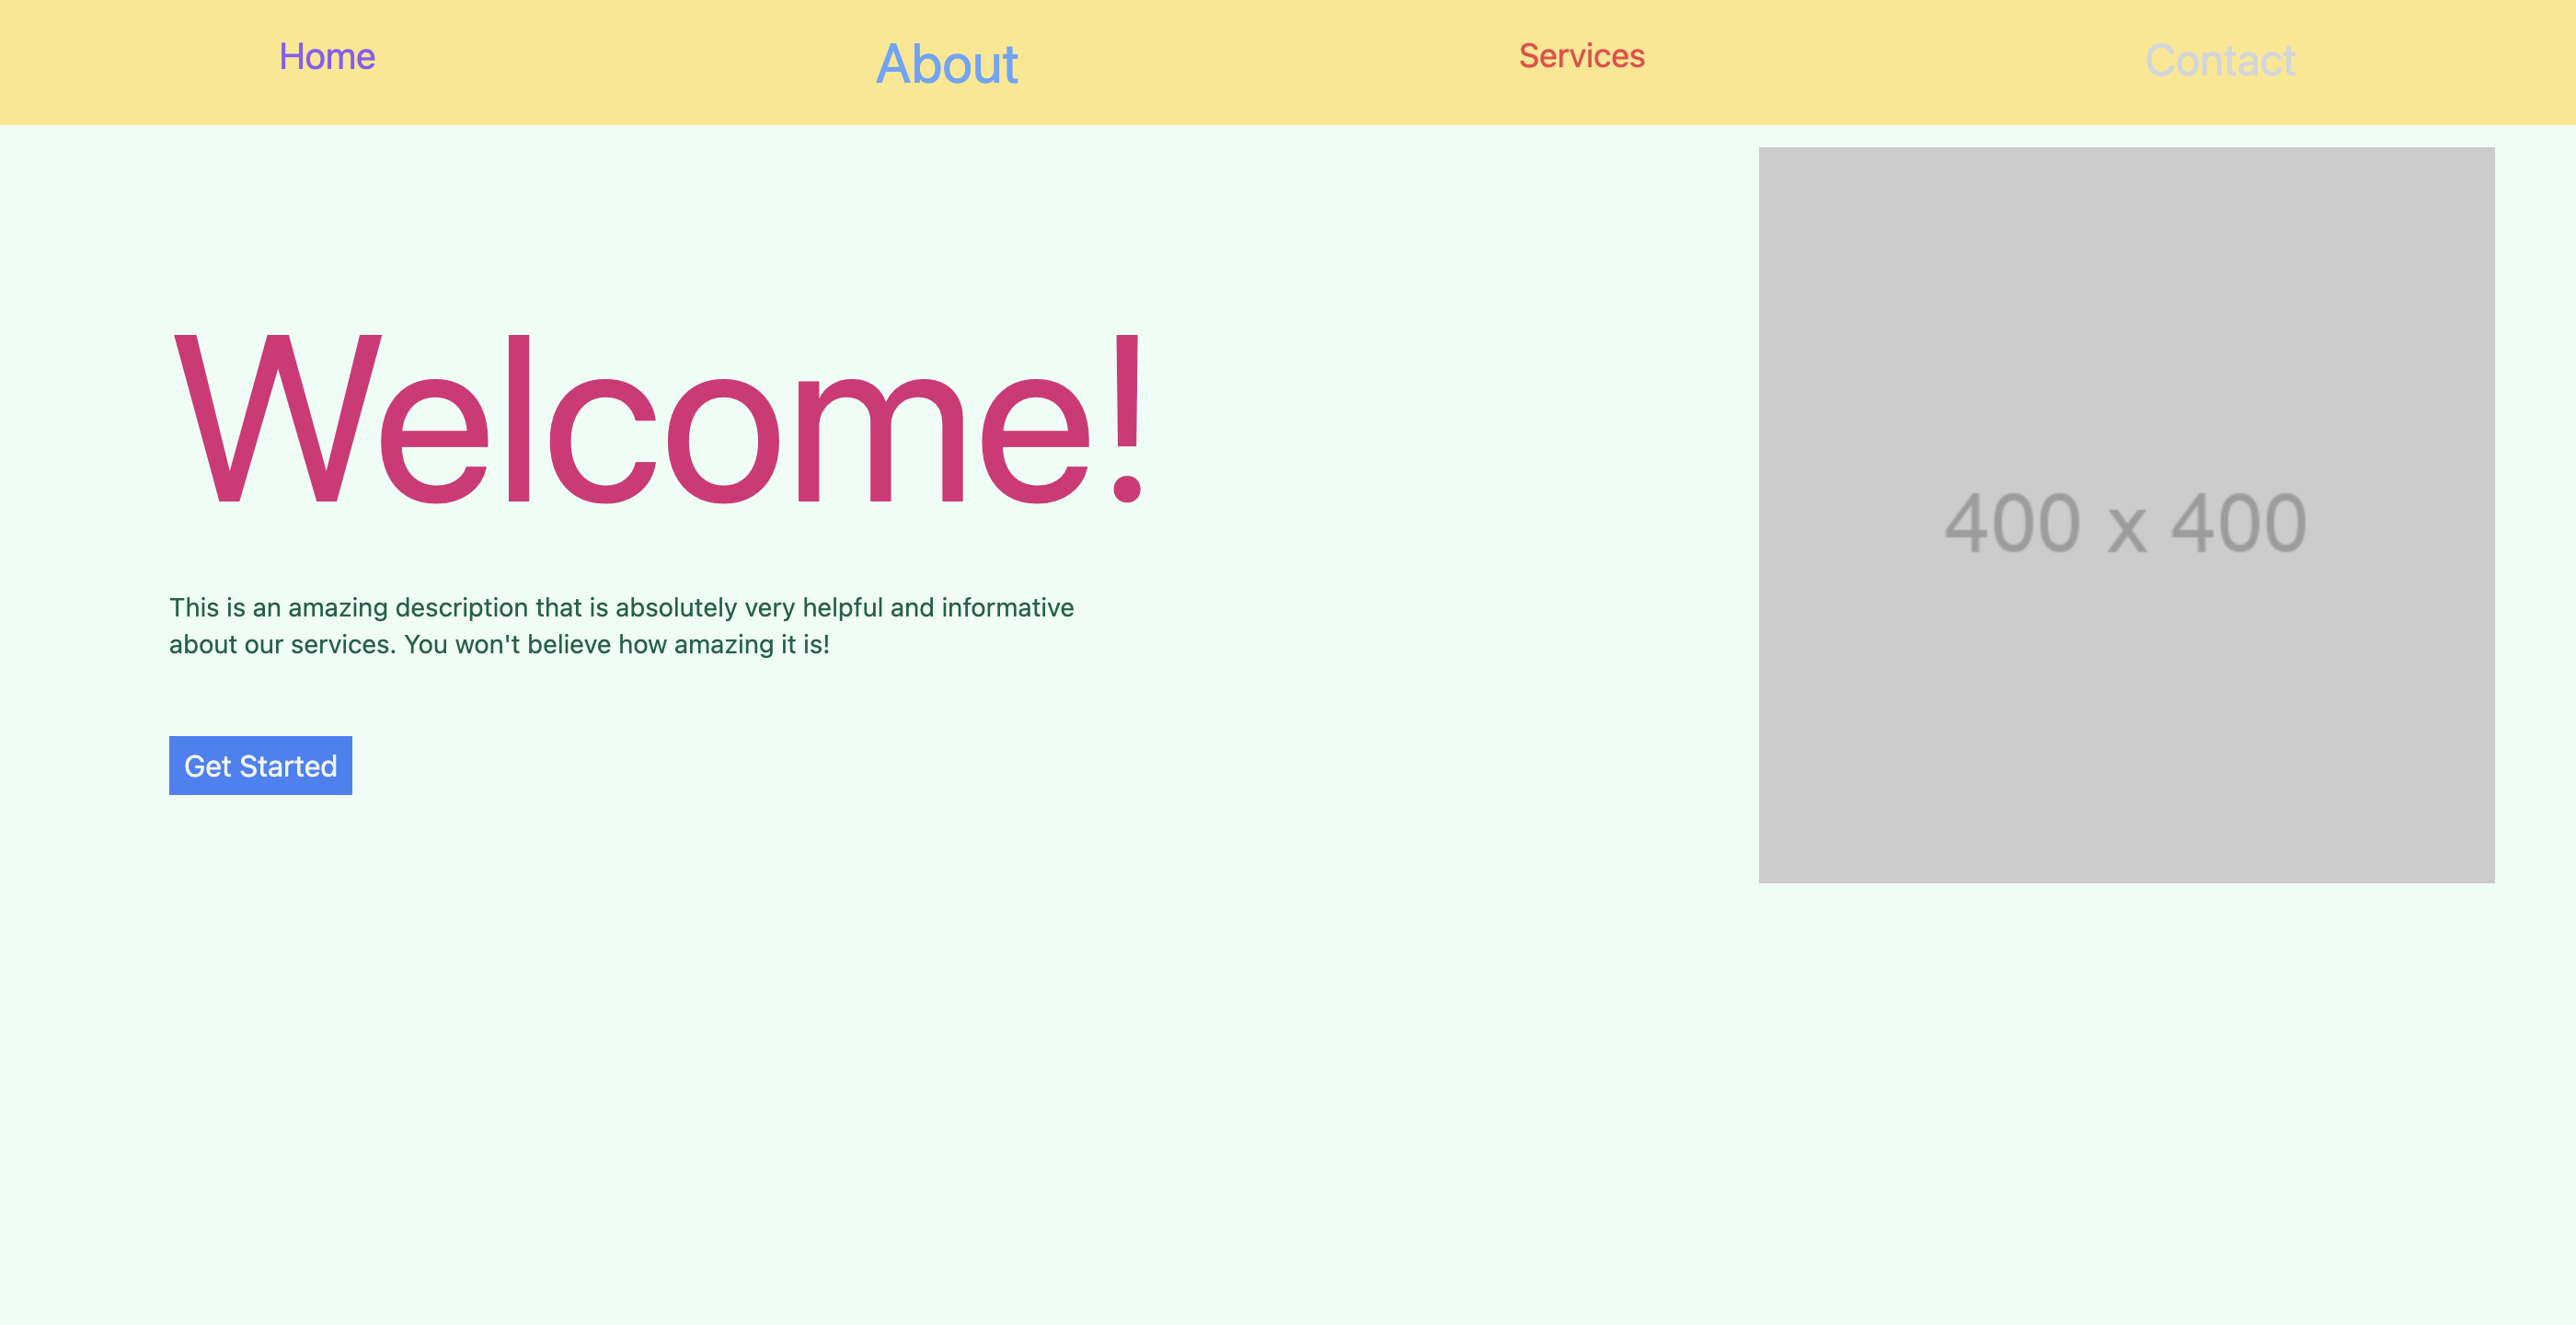 Home About Services Contact
Welcome!
400 x 400
This is an amazing description that is absolutely very helpful and informative
about our services. You won't believe how amazing it is!
Get Started